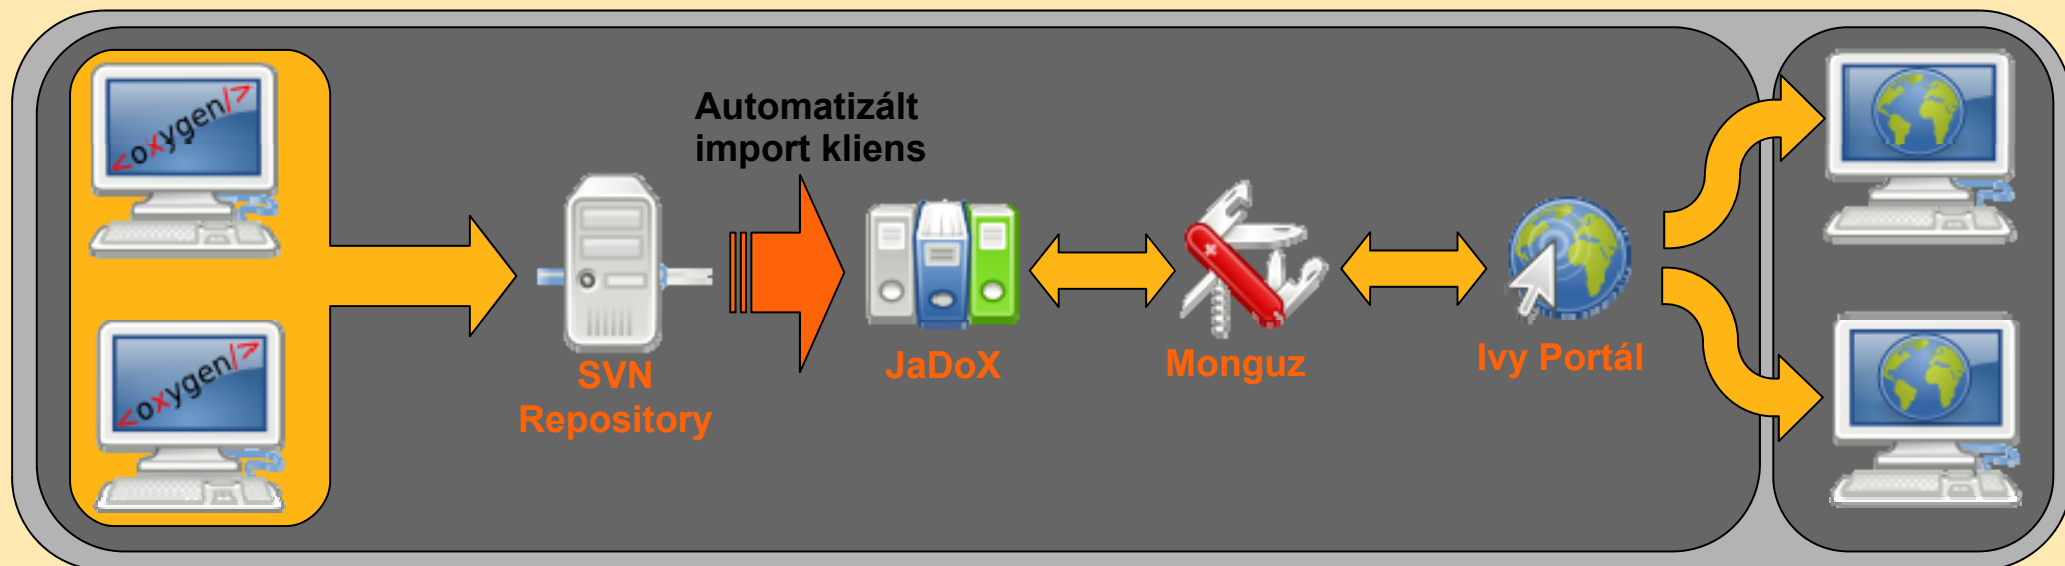 <oxygen/>
<oxygen/>
Automatizált
import kliens
SVN
Repository
JaDoX
Monguz
Ivy Portál